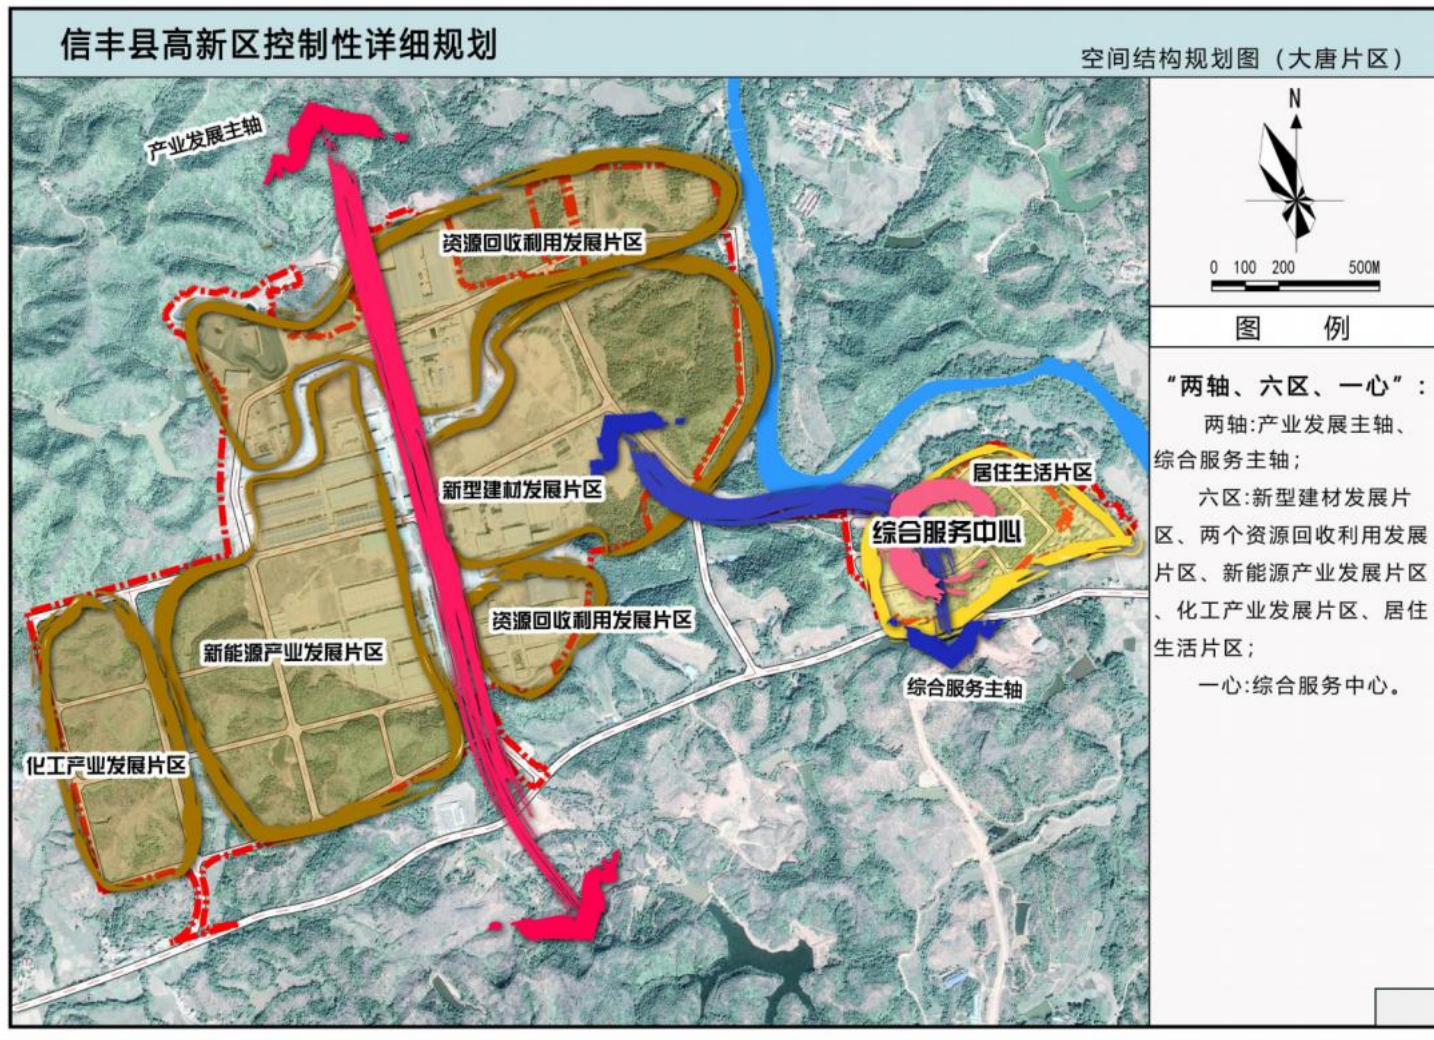 信丰县高新区控制性详细规划
空间结构规划图（大唐片区）
产业发展主轴
资源回收利用发展片区
新型建材发展片区
居住生活片区
综合服务中心
资源回收利用发展片区
新能源产业发展片区
综合服务主轴
化工产业发展片区
N
0 100 200 500M
图 例
“两轴、六区、一心”：
两轴:产业发展主轴、
综合服务主轴；
六区:新型建材发展片
区、两个资源回收利用发展
片区、新能源产业发展片区
、化工产业发展片区、居住
生活片区；
一心:综合服务中心。